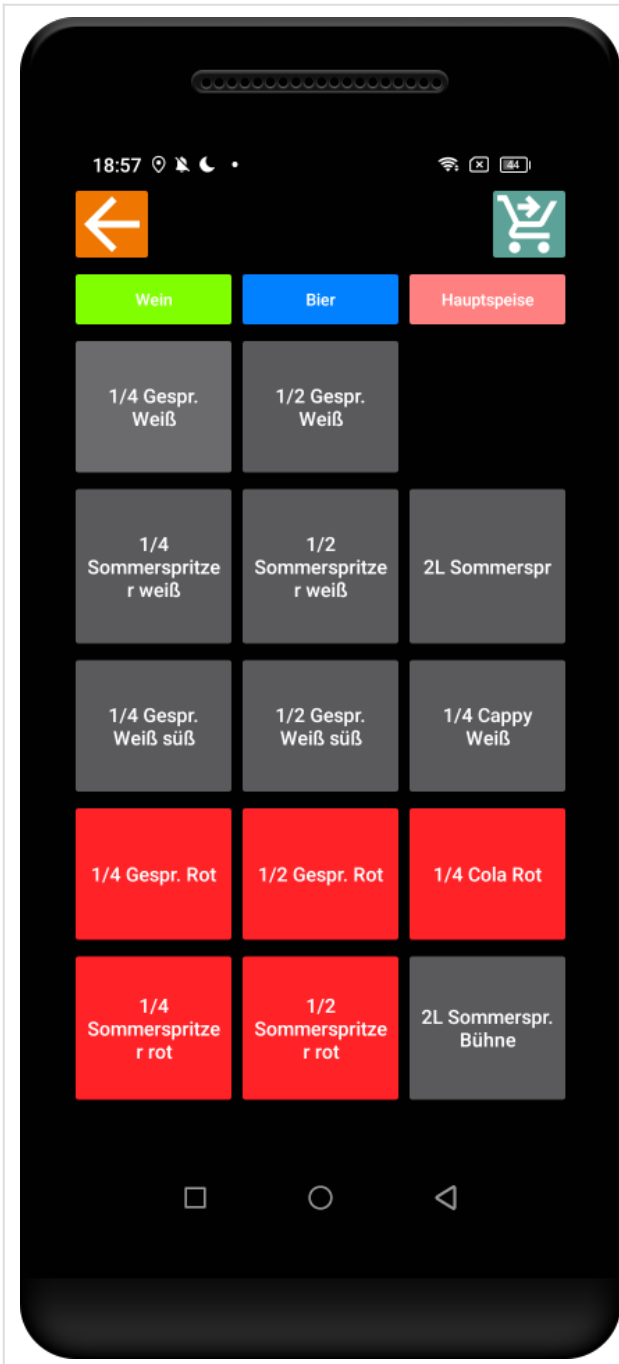 18:57
44
Wein
Bier
Hauptspeise
1/4 Gespr.
Weiß
1/2 Gespr.
Weiß
1/4
Sommerspritze
r weiß
1/2
Sommerspritze
r weiß
2L Sommerspr
1/4 Gespr.
Weiß süß
1/2 Gespr.
Weiß süß
1/4 Cappy
Weiß
1/4 Gespr. Rot
1/2 Gespr. Rot
1/4 Cola Rot
1/4
Sommerspritze
r rot
1/2
Sommerspritze
r rot
2L Sommerspr.
Bühne